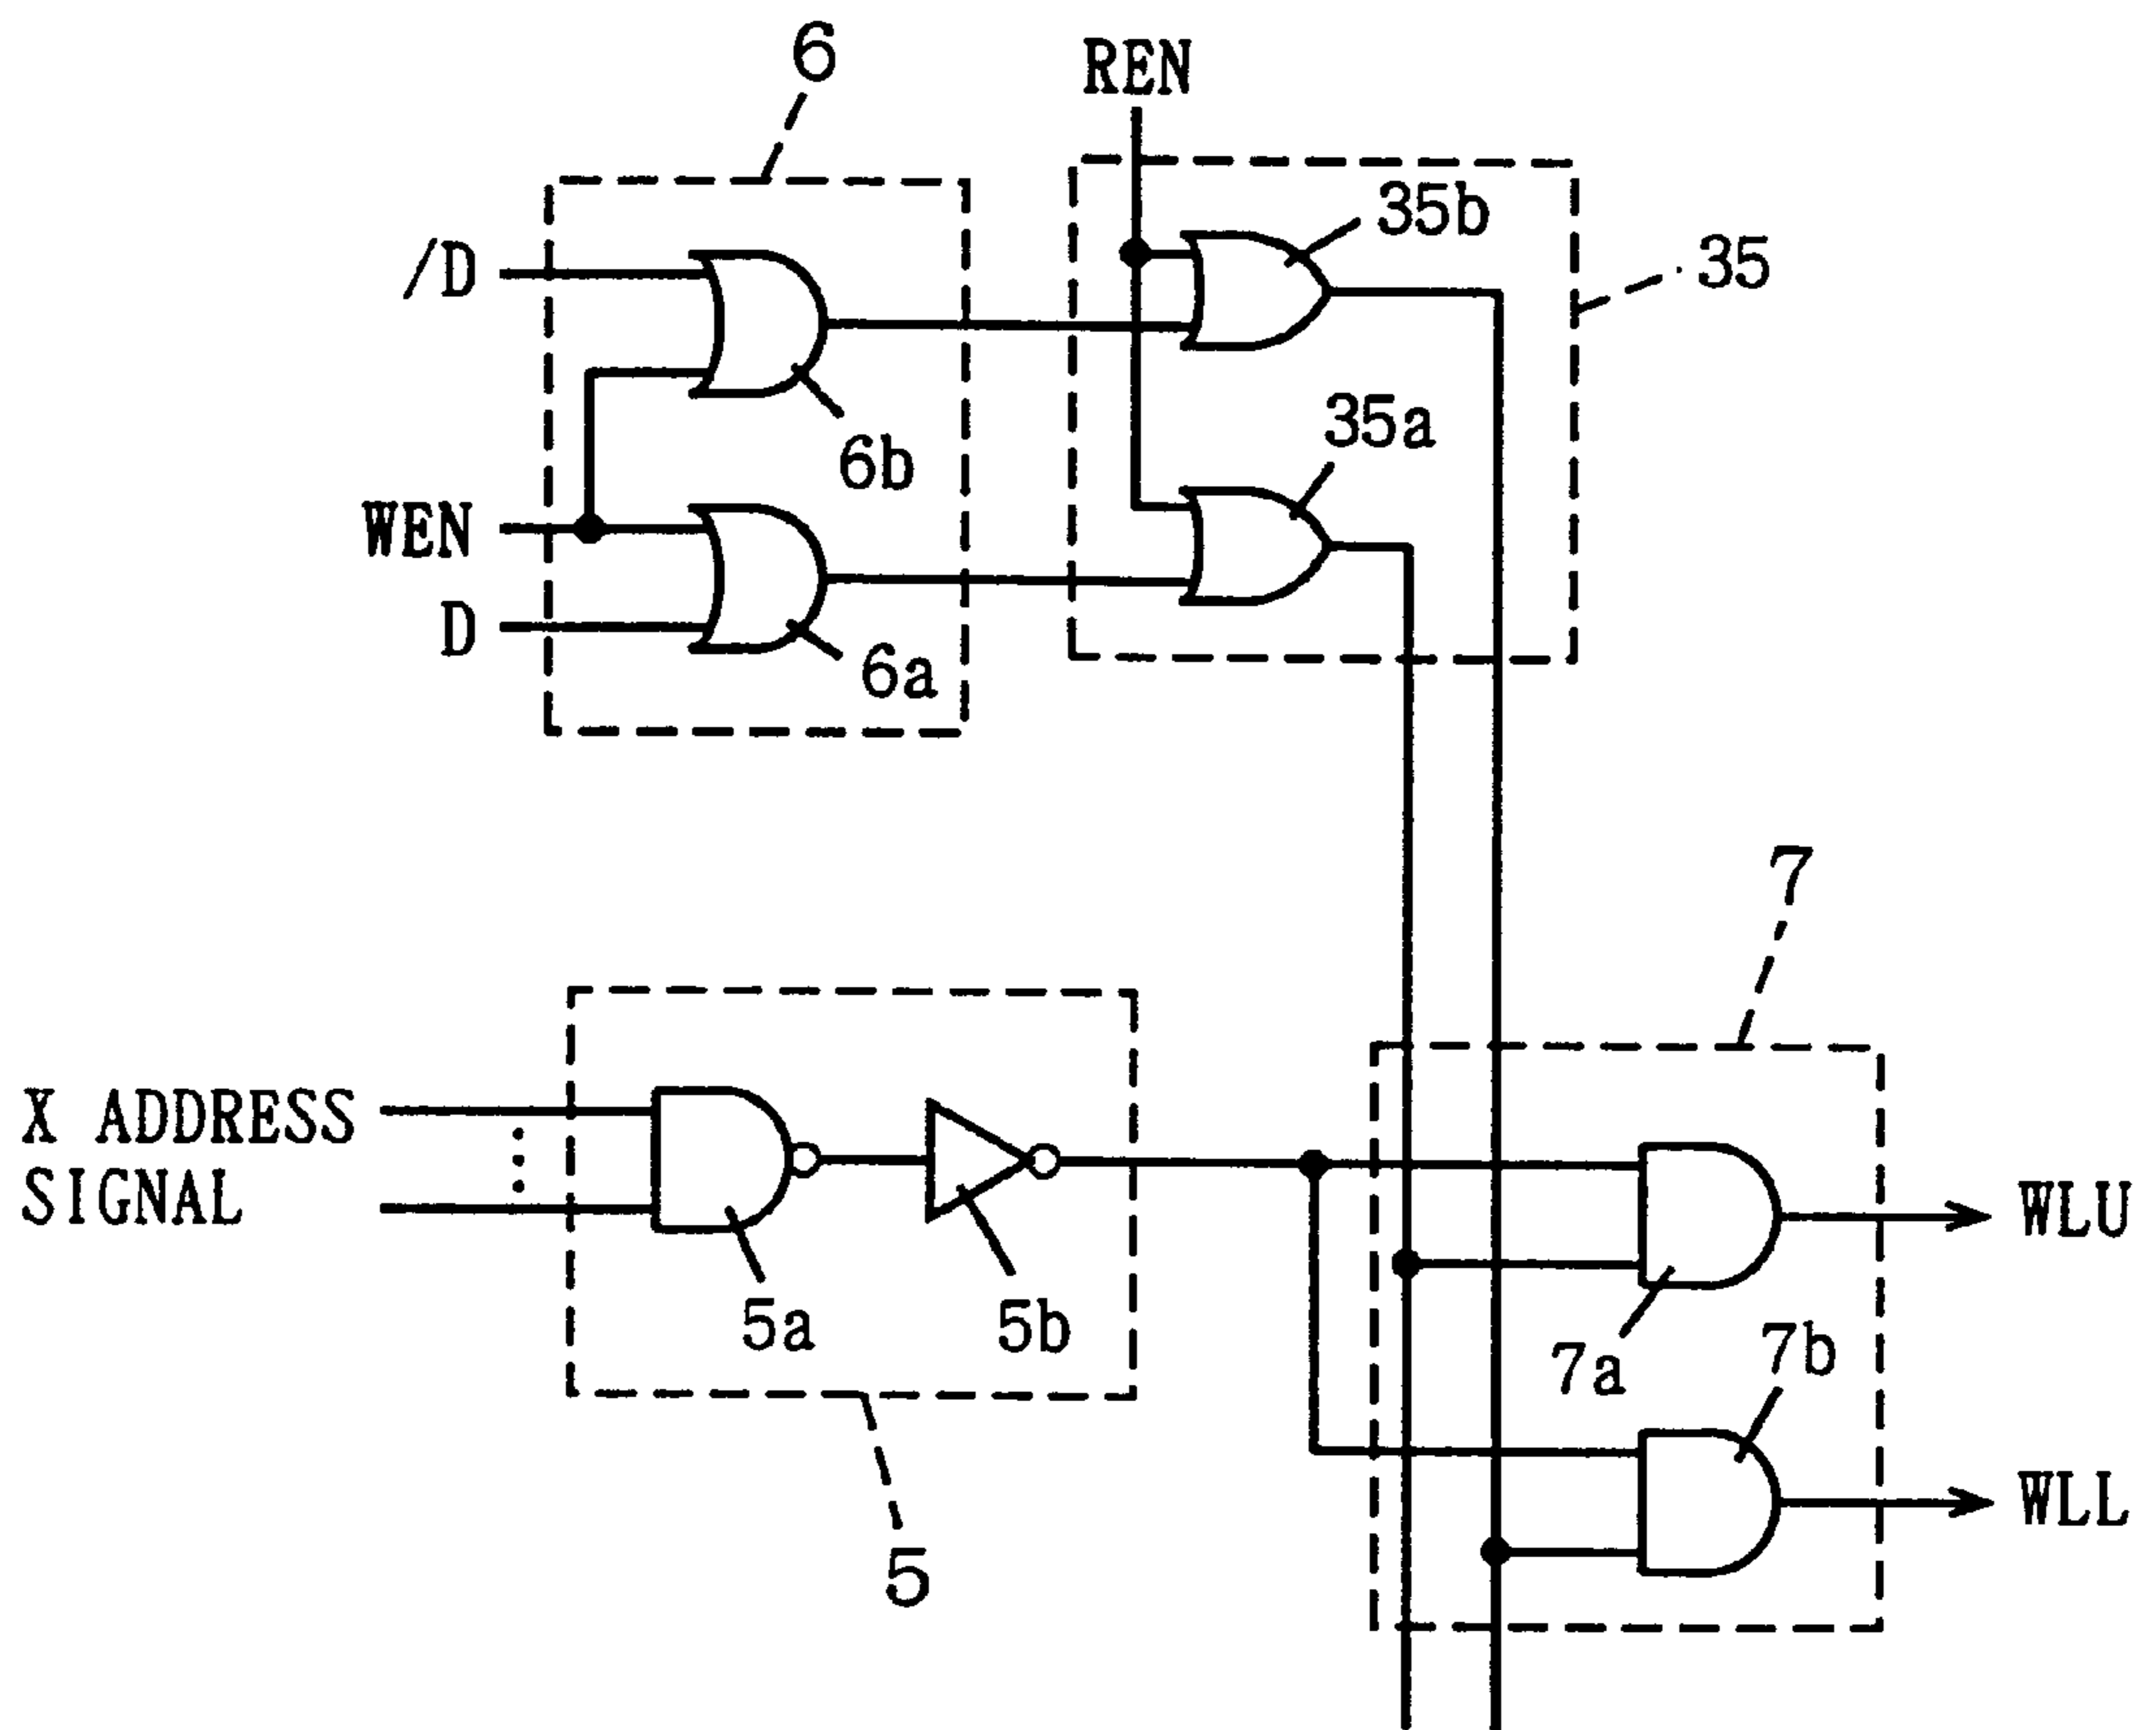 6
REN
35b
/D
35
35a
6b
WEN
D
6a
7
X ADDRESS
SIGNAL
WLU
5a
5b
7a
7b
WLL
5